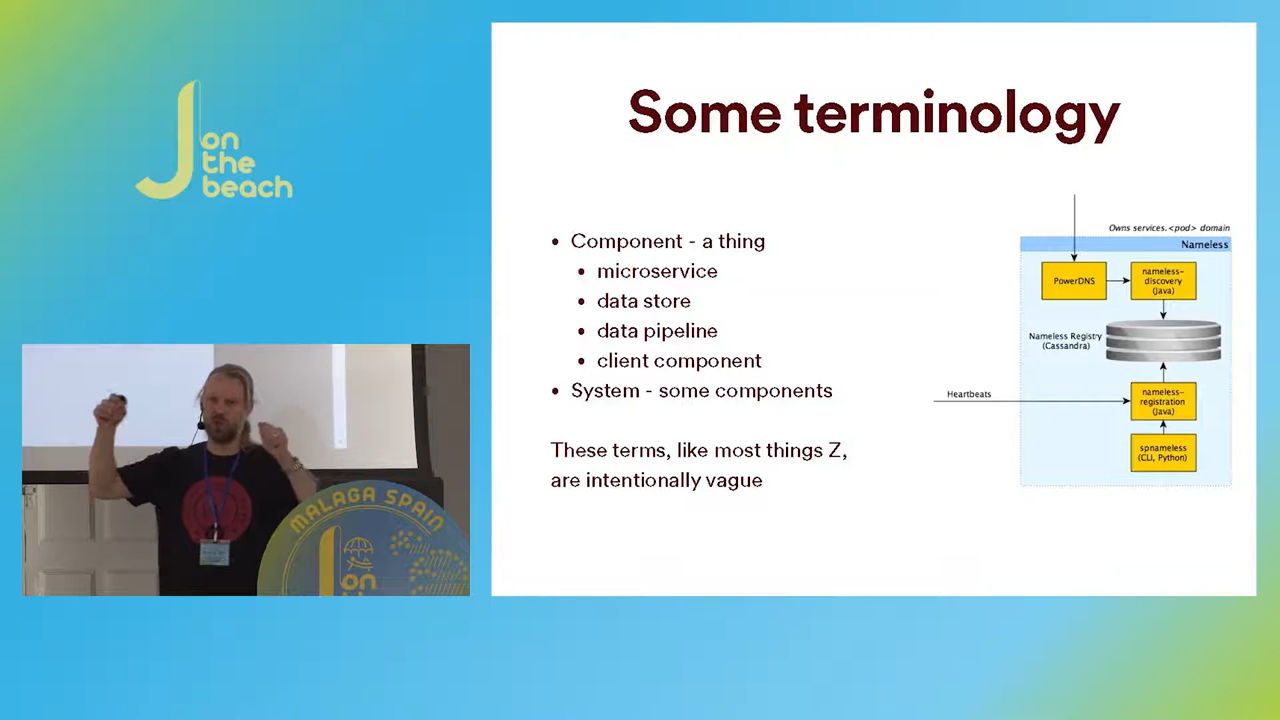 J on
the
beach
Some terminology
• Component - a thing
• microservice
• data store
• data pipeline
• client component
• System - some components
These terms, like most things Z,
are intentionally vague
Owns services.<pod> domain
Nameless
PowerDNS
nameless-
discovery
(Java)
Nameless Registry
(Cassandra)
Heartbeats
nameless-
registration
(Java)
spnameless
(CLI, Python)
MALAGA SPAIN
J on